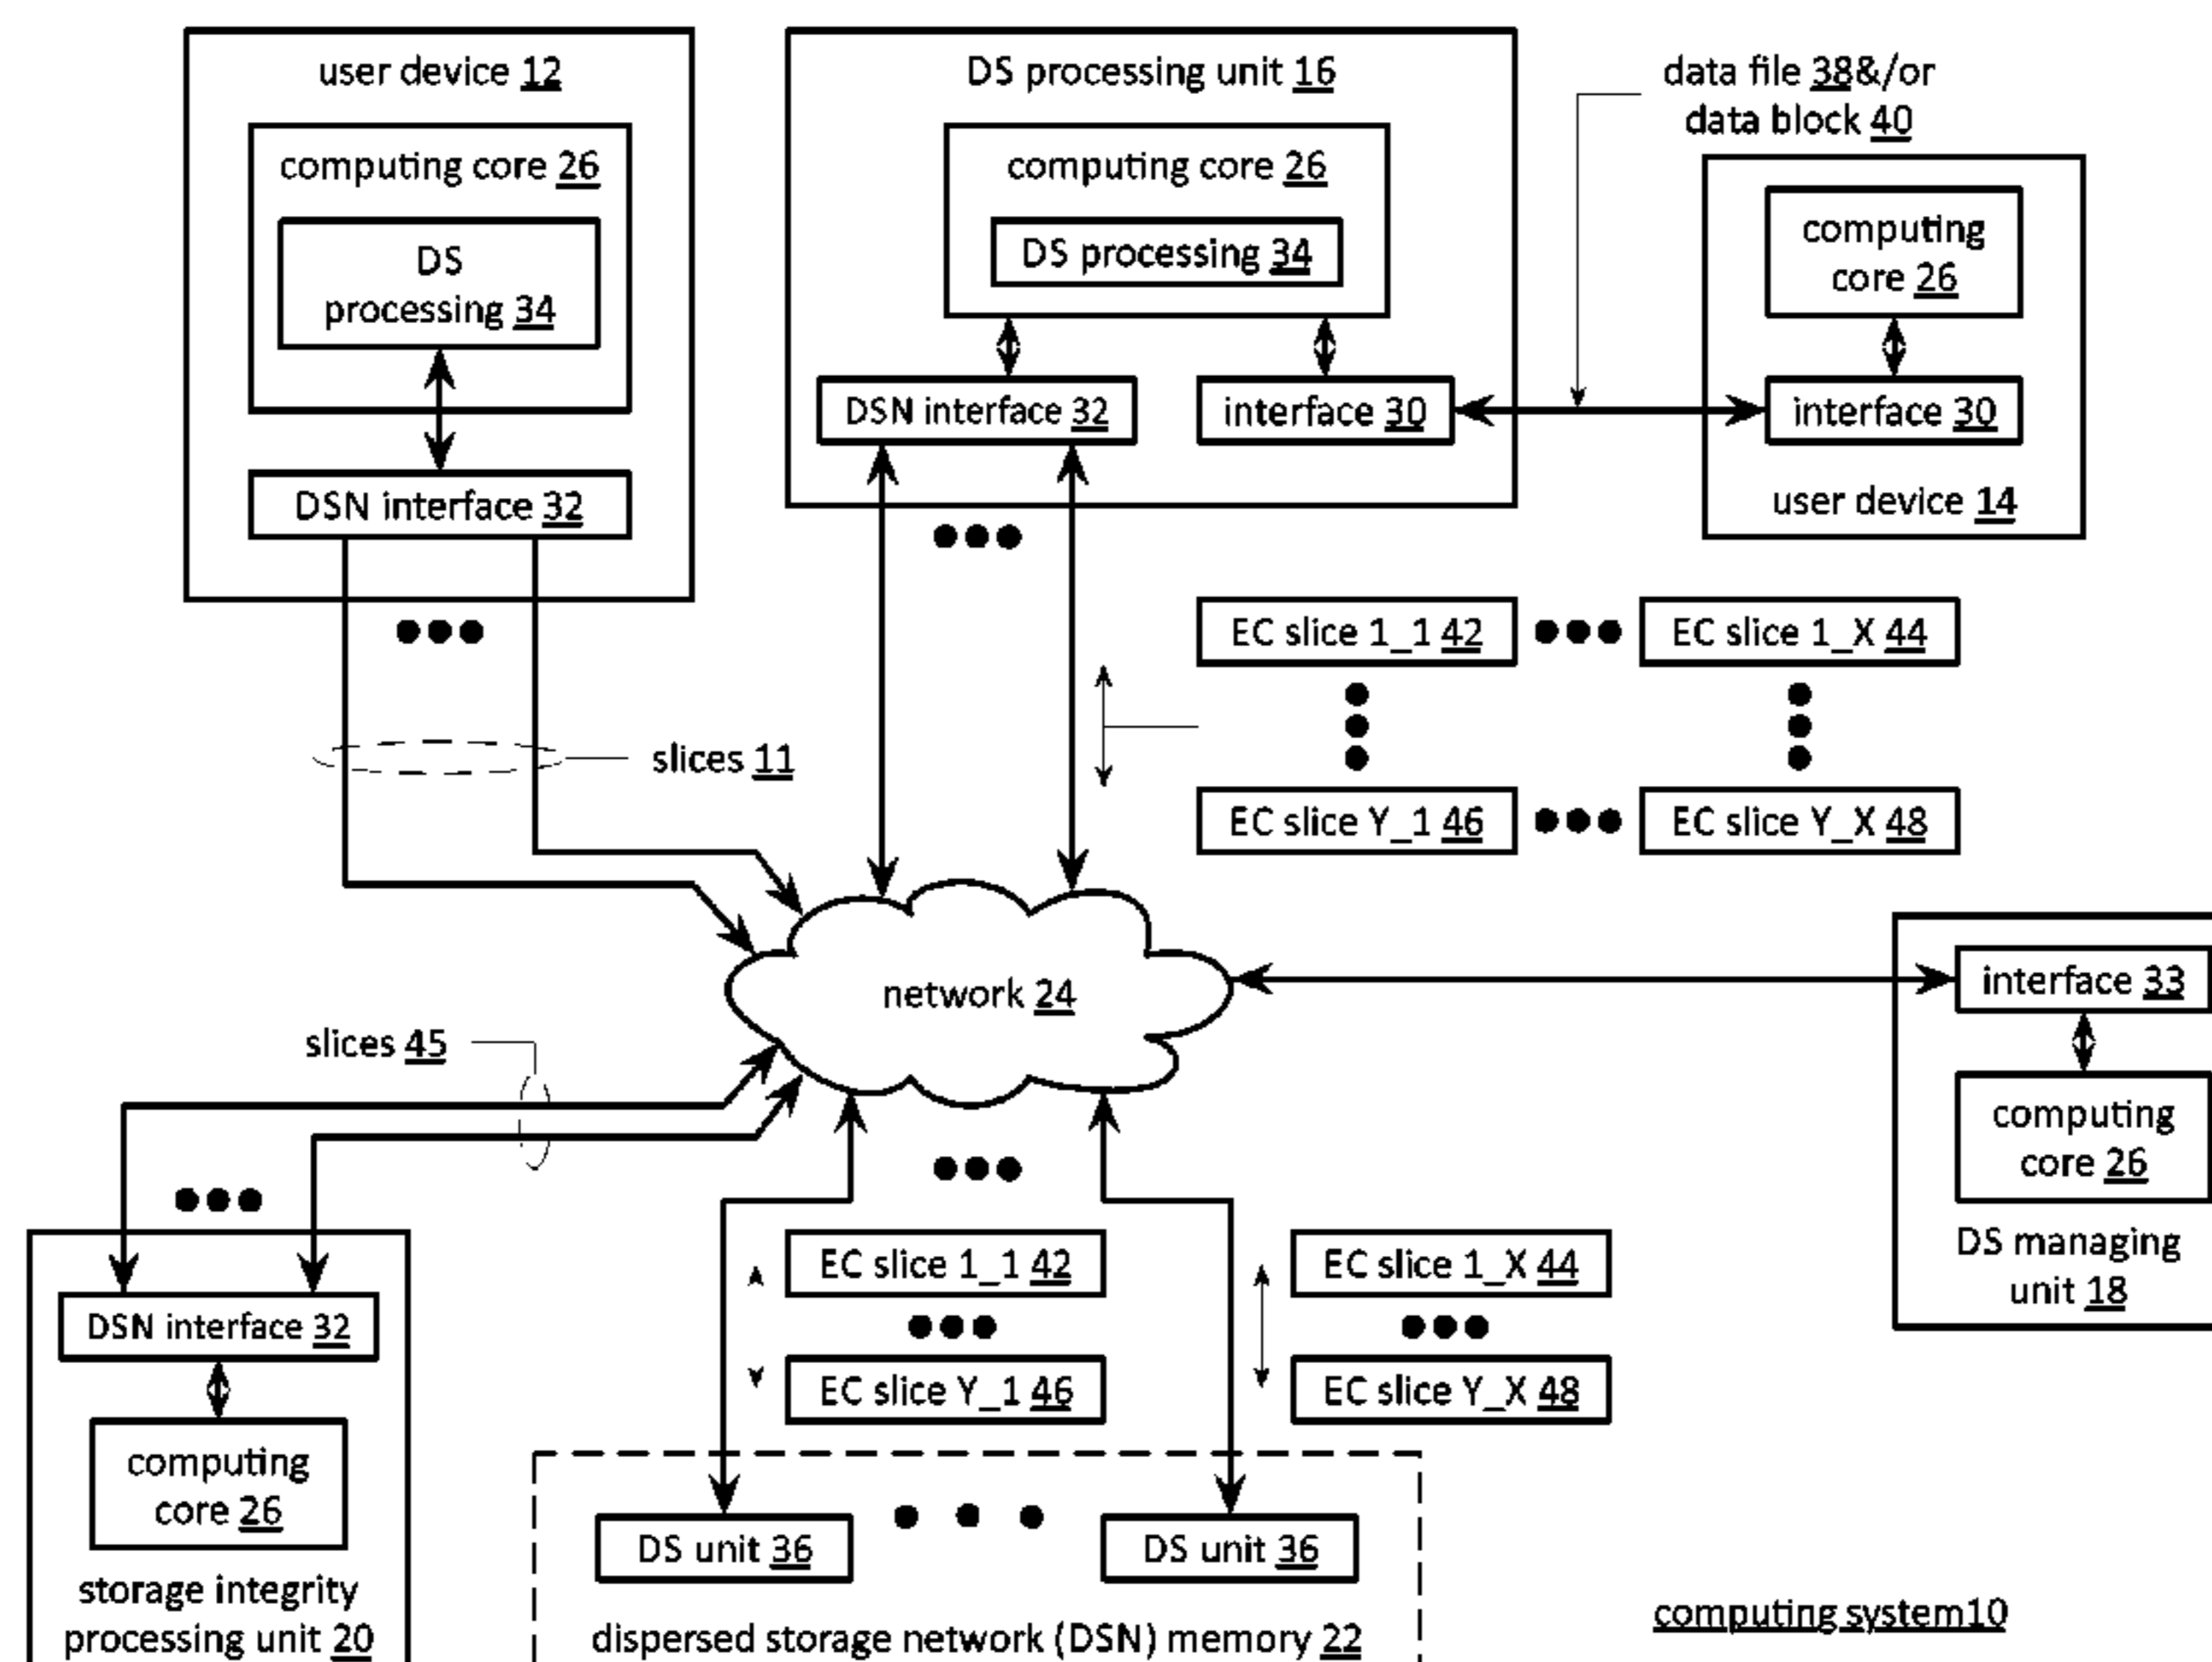 user device 12
computing core 26
DS
processing 34
DSN interface 32
DS processing unit 16
computing core 26
DS processing 34
DSN interface 32
interface 30
data file 38&/or
data block 40
computing
core 26
interface 30
user device 14
EC slice 1_1 42
EC slice 1_X 44
EC slice Y_1 46
EC slice Y_X 48
slices 11
network 24
interface 33
computing
core 26
DS managing
unit 18
slices 45
DSN interface 32
computing
core 26
storage integrity
processing unit 20
EC slice 1_1 42
EC slice Y_1 46
EC slice 1_X 44
EC slice Y_X 48
DS unit 36
DS unit 36
dispersed storage network (DSN) memory 22
computing system10